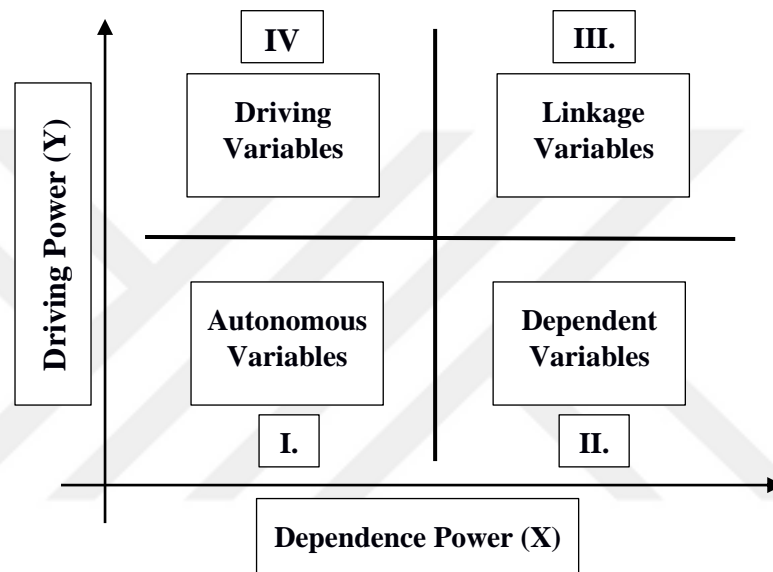 IV
III.
Driving
Variables
Linkage
Variables
Driving Power (Y)
Autonomous
Variables
Dependent
Variables
I.
II.
Dependence Power (X)